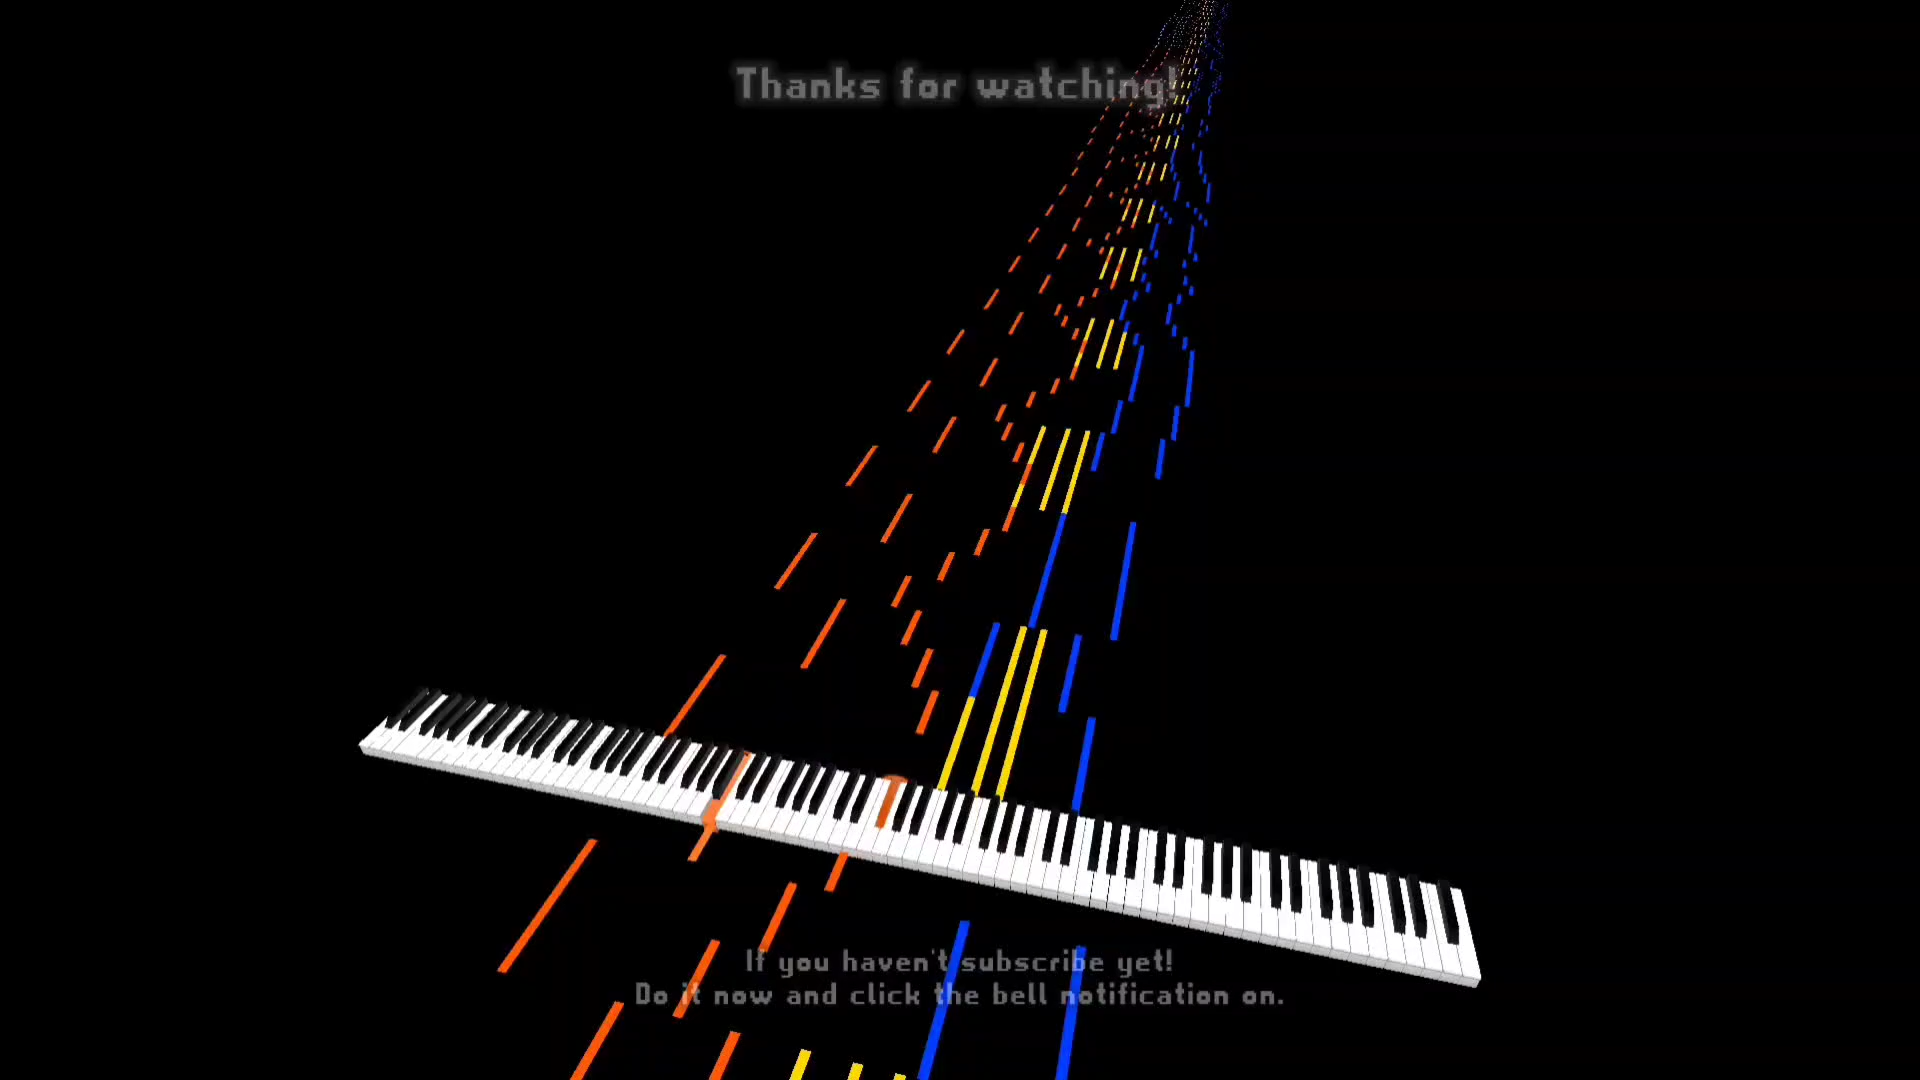 Thanks for watching!
If you haven't subscribe yet!
Do it now and click the bell notification on.